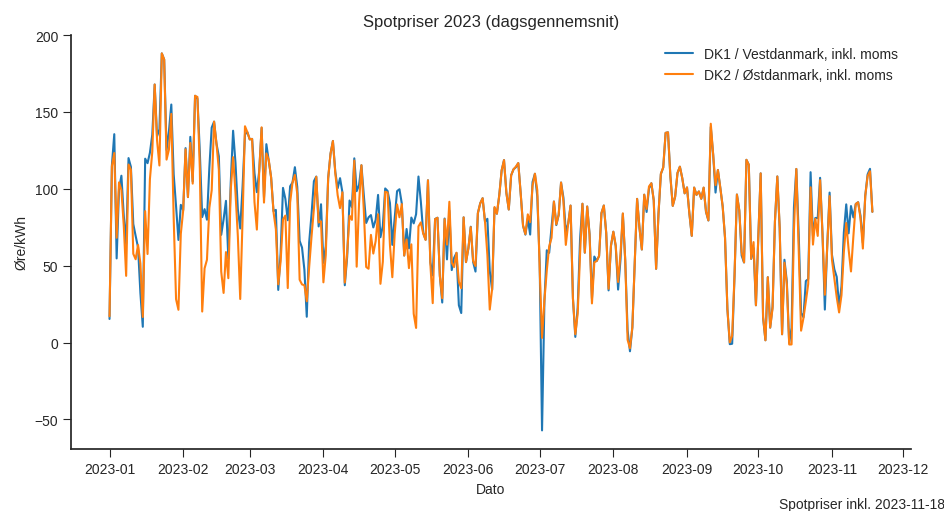 Spotpriser 2023 (dagsgennemsnit)
DK1 / Vestdanmark, inkl. moms
DK2 / Østdanmark, inkl. moms
Øre/kWh
200
150
100
50
0
−50
2023-01 2023-02 2023-03 2023-04 2023-05 2023-06 2023-07 2023-08 2023-09 2023-10 2023-11 2023-12
Dato
Spotpriser inkl. 2023-11-18